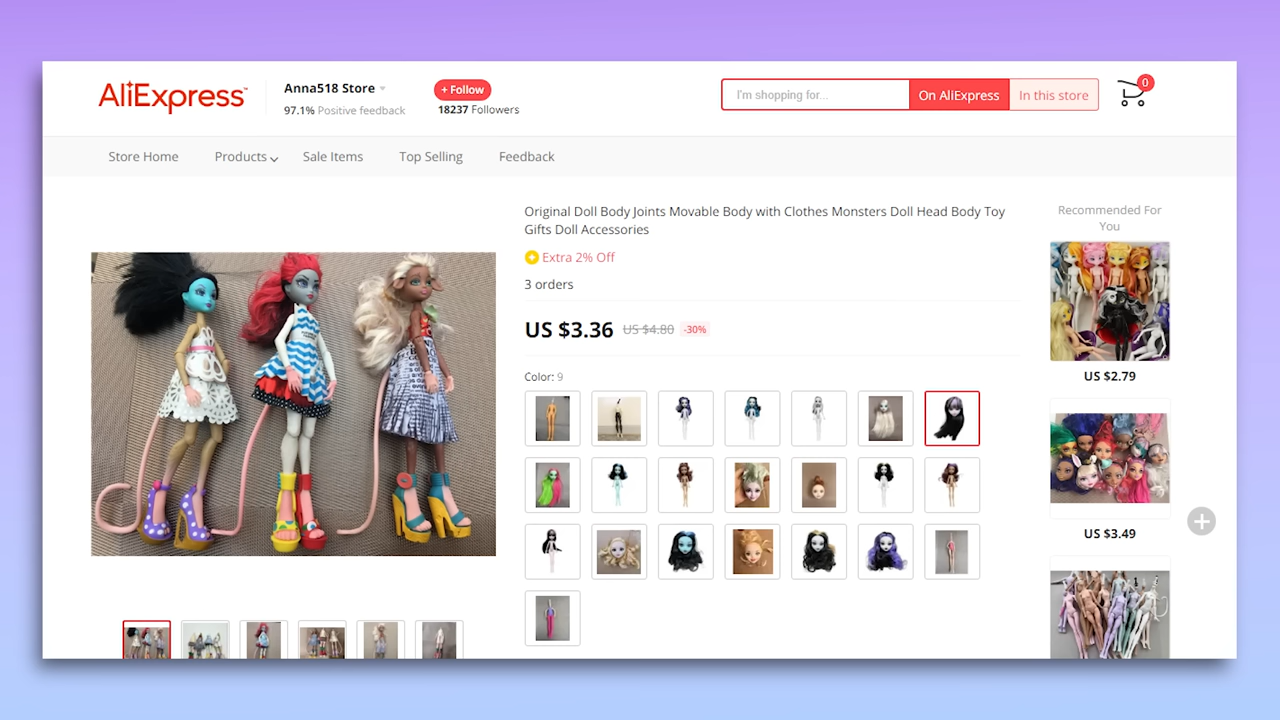 AliExpress™
Anna518 Store
97.1% Positive feedback
+ Follow
18237 Followers
I'm shopping for...
On AliExpress
In this store
0
Store Home
Products
Sale Items
Top Selling
Feedback
Original Doll Body Joints Movable Body with Clothes Monsters Doll Head Body Toy
Gifts Doll Accessories
Extra 2% Off
3 orders
US $3.36 US $4.80 -30%
Color: 9
Recommended For
You
US $2.79
US $3.49